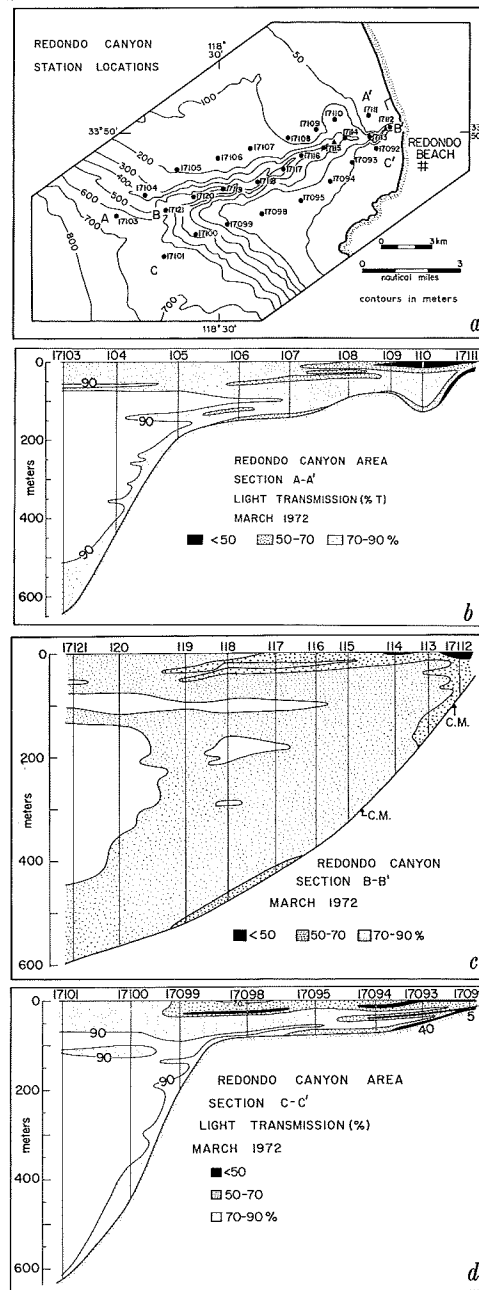 REDONDO CANYON
STATION LOCATIONS
118°
30'
50
A'
17111
17110
17112
B'
100
17109
17114
33° 50'
17108
17115
17113
33°
50'
17107
17116
17092
C'
REDONDO
BEACH
#
200
17106
17093
300
17105
17117
400
17118
17094
500
17104
17119
17095
600
17120
17098
700
A
17103
B
17121
17099
800
17100
C
17101
700
0 3 km
0 3
nautical miles
contours in meters
118° 30'
a
17103 104 105 106 107 108 109 110 17111
0
90
90
200
meters
400
90
600
REDONDO CANYON AREA
SECTION A-A'
LIGHT TRANSMISSION (% T)
MARCH 1972
<50 50-70 70-90 %
b
17121 120 119 118 117 116 115 114 113 17112
0
C.M.
200
meters
C.M.
400
600
REDONDO CANYON
SECTION B-B'
MARCH 1972
<50 50-70 70-90 %
c
17101 17100 17099 17098 17095 17094 17093 1709
0
90
40
5
90
90
200
meters
400
600
REDONDO CANYON AREA
SECTION C-C'
LIGHT TRANSMISSION (%)
MARCH 1972
<50
50-70
70-90 %
d